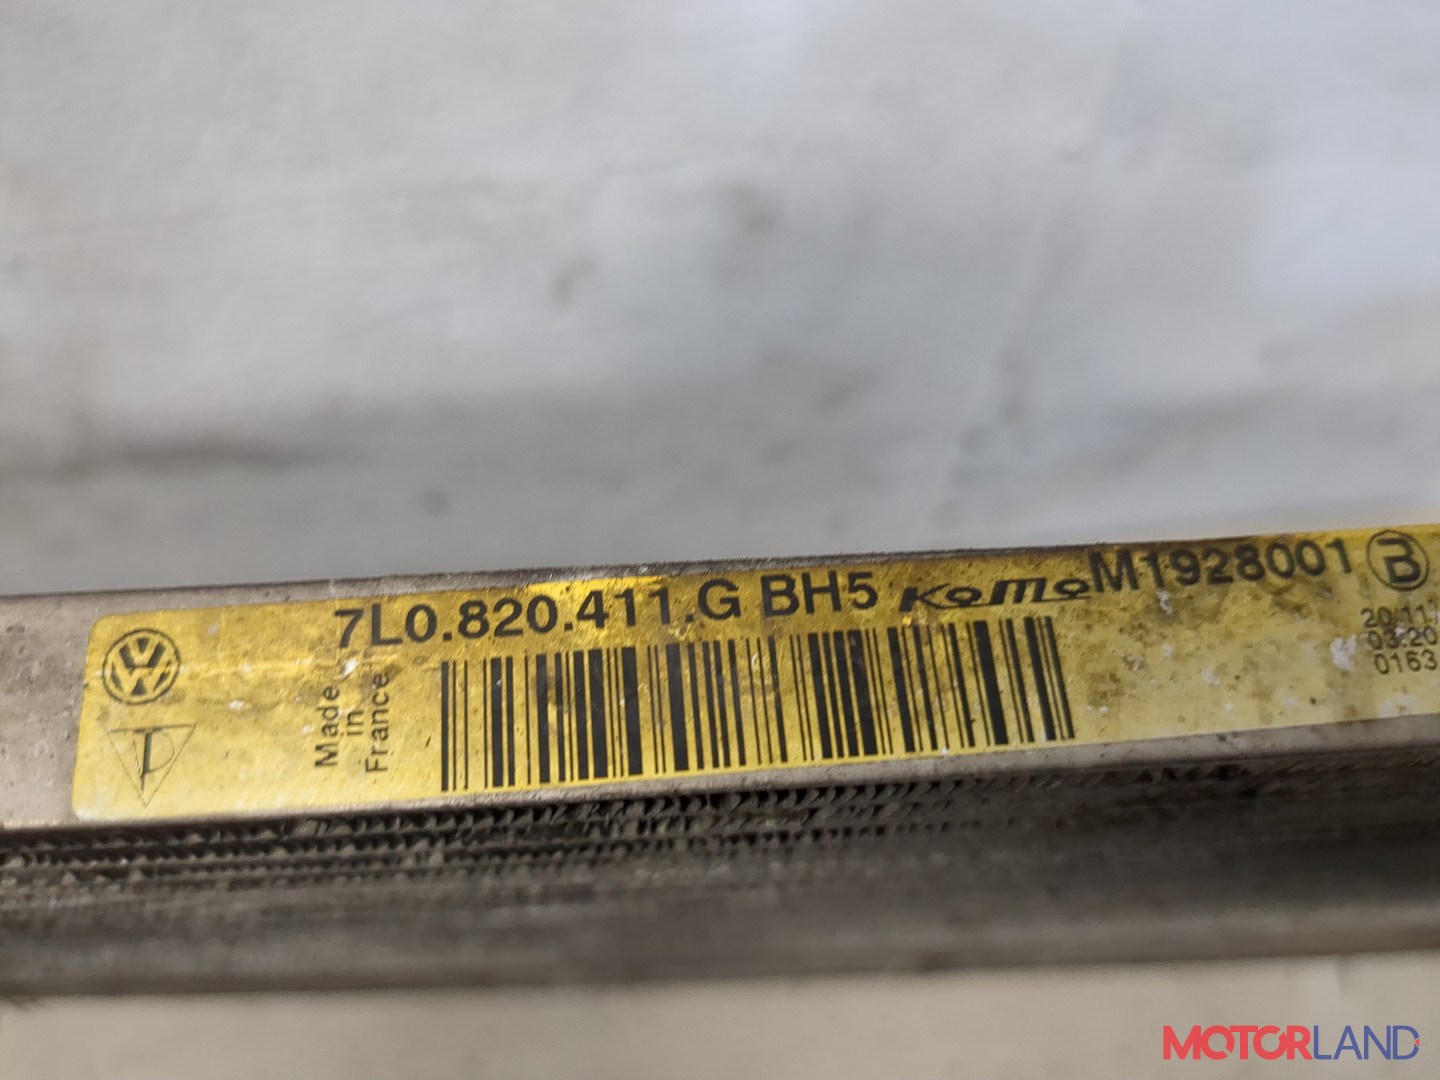 7L0.820.411.G BH5 KOMO M1928001 B
Made
in
France
20/11/
03:20
0163
MOTORLAND